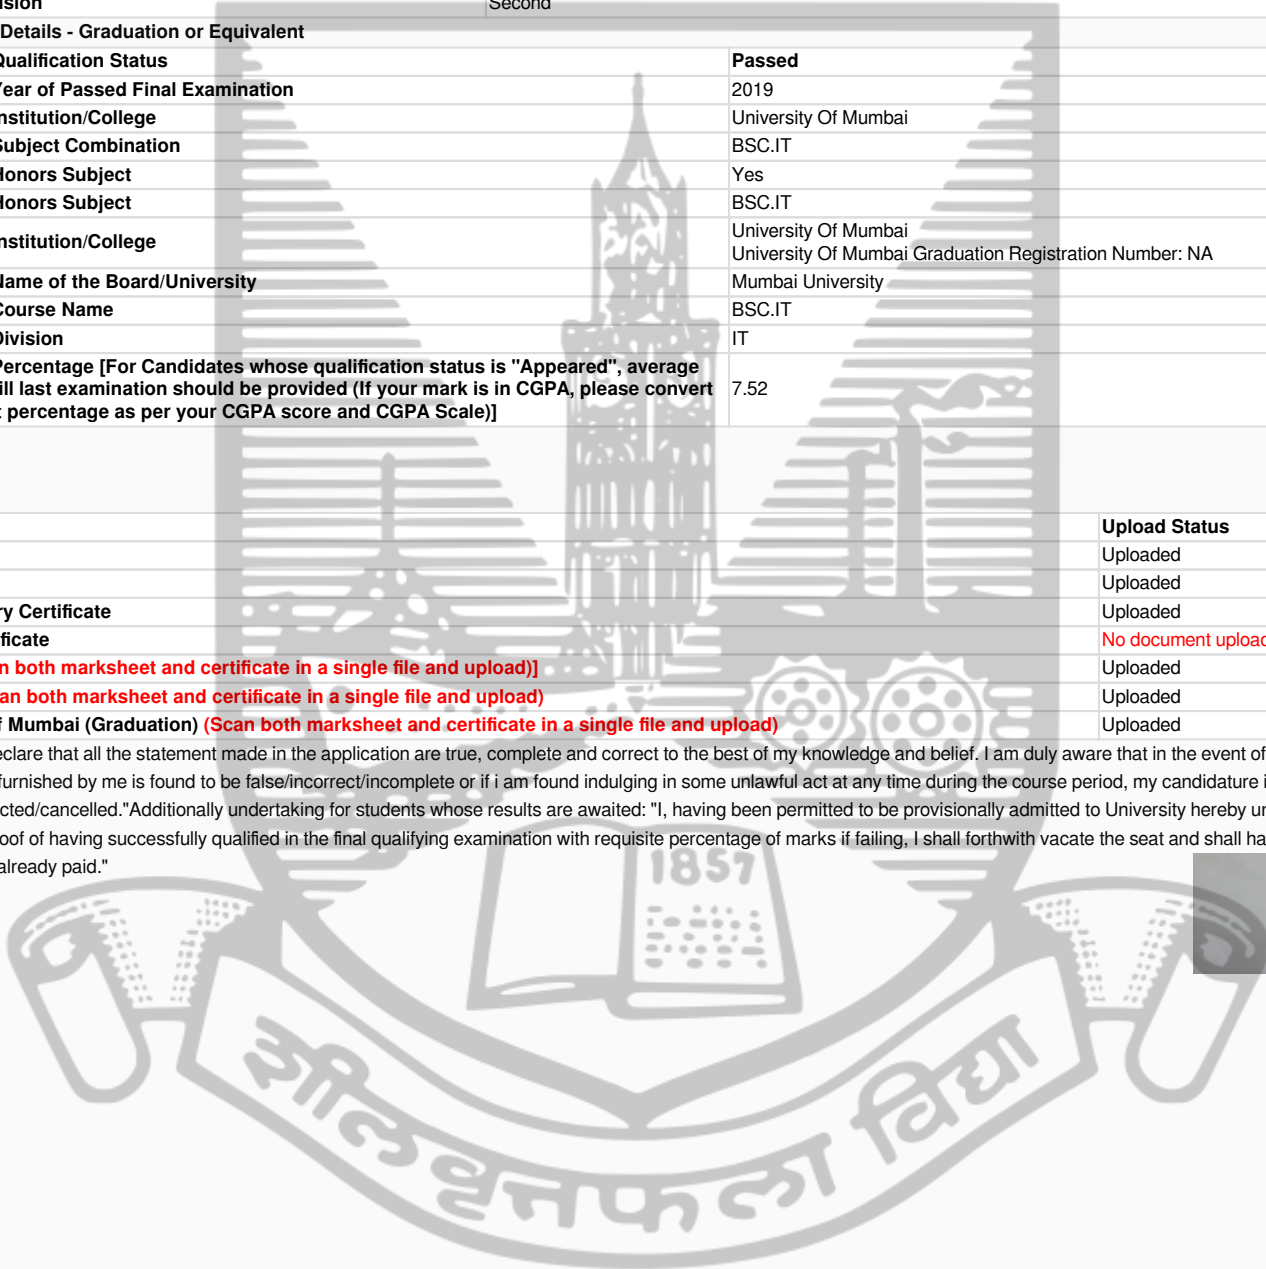 ision Second
Details - Graduation or Equivalent
Qualification Status Passed
Year of Passed Final Examination 2019
nstitution/College University Of Mumbai
Subject Combination BSC.IT
Honors Subject Yes
Honors Subject BSC.IT
nstitution/College University Of Mumbai
University Of Mumbai Graduation Registration Number: NA
Name of the Board/University Mumbai University
Course Name BSC.IT
Division IT
Percentage [For Candidates whose qualification status is "Appeared", average
ill last examination should be provided (If your mark is in CGPA, please convert 7.52
t percentage as per your CGPA score and CGPA Scale)]
Upload Status
Uploaded
Uploaded
ry Certificate Uploaded
ficate No document upload
n both marksheet and certificate in a single file and upload)] Uploaded
an both marksheet and certificate in a single file and upload) Uploaded
f Mumbai (Graduation) (Scan both marksheet and certificate in a single file and upload) Uploaded
eclare that all the statement made in the application are true, complete and correct to the best of my knowledge and belief. I am duly aware that in the event of
furnished by me is found to be false/incorrect/incomplete or if i am found indulging in some unlawful act at any time during the course period, my candidature i
cted/cancelled."Additionally undertaking for students whose results are awaited: "I, having been permitted to be provisionally admitted to University hereby un
oof of having successfully qualified in the final qualifying examination with requisite percentage of marks if failing, I shall forthwith vacate the seat and shall ha
already paid."
1857
शीलवृत्तफला विद्या